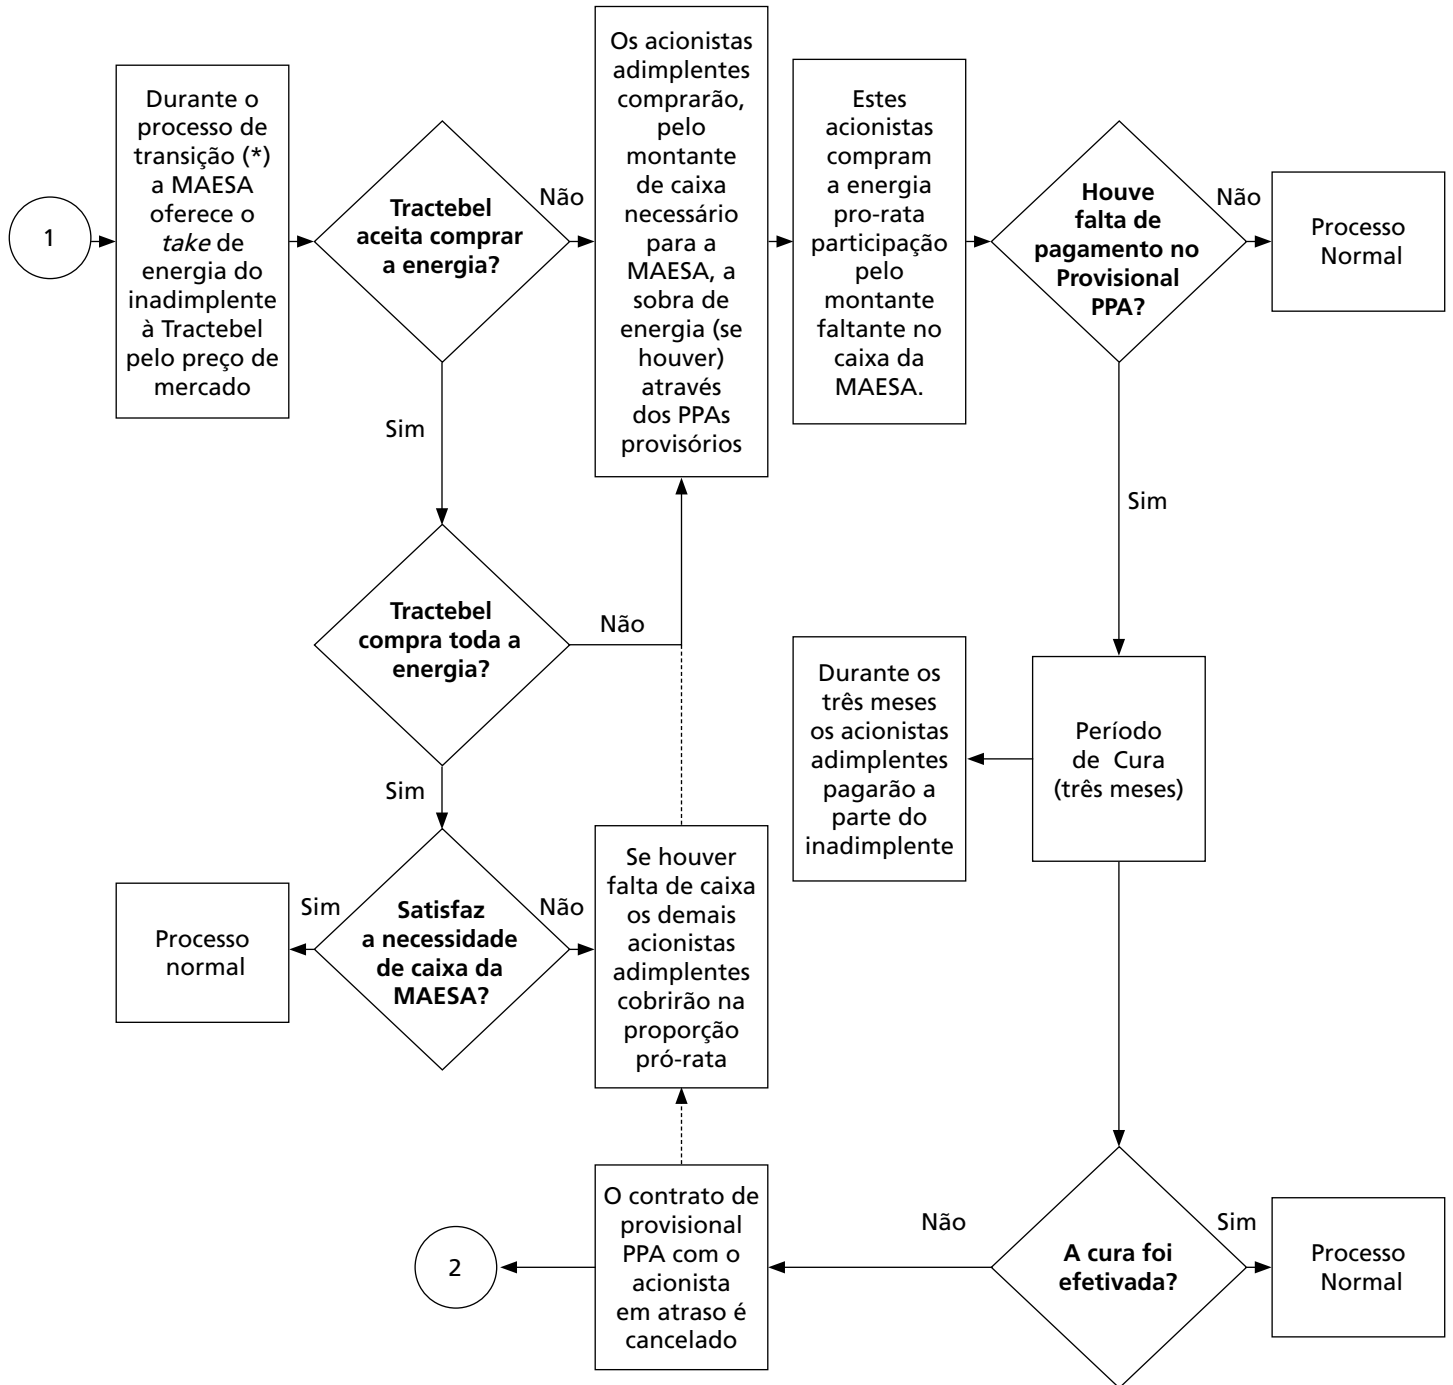 1
Durante o
processo de
transição (*)
a MAESA
oferece o
take de
energia do
inadimplente
à Tractebel
pelo preço de
mercado
Tractebel
aceita comprar
a energia?
Não
Sim
Os acionistas
adimplentes
comprarão,
pelo
montante
de caixa
necessário
para a
MAESA, a
sobra de
energia (se
houver)
através
dos PPAs
provisórios
Estes
acionistas
compram
a energia
pro-rata
participação
pelo
montante
faltante no
caixa da
MAESA.
Houve
falta de
pagamento no
Provisional
PPA?
Não
Processo
Normal
Sim
Tractebel
compra toda a
energia?
Não
Sim
Durante os
três meses
os acionistas
adimplentes
pagarão a
parte do
inadimplente
Período
de Cura
(três meses)
Processo
normal
Sim
Satisfaz
a necessidade
de caixa da
MAESA?
Não
Se houver
falta de caixa
os demais
acionistas
adimplentes
cobrirão na
proporção
pró-rata
2
O contrato de
provisional
PPA com o
acionista
em atraso é
cancelado
Não
A cura foi
efetivada?
Sim
Processo
Normal